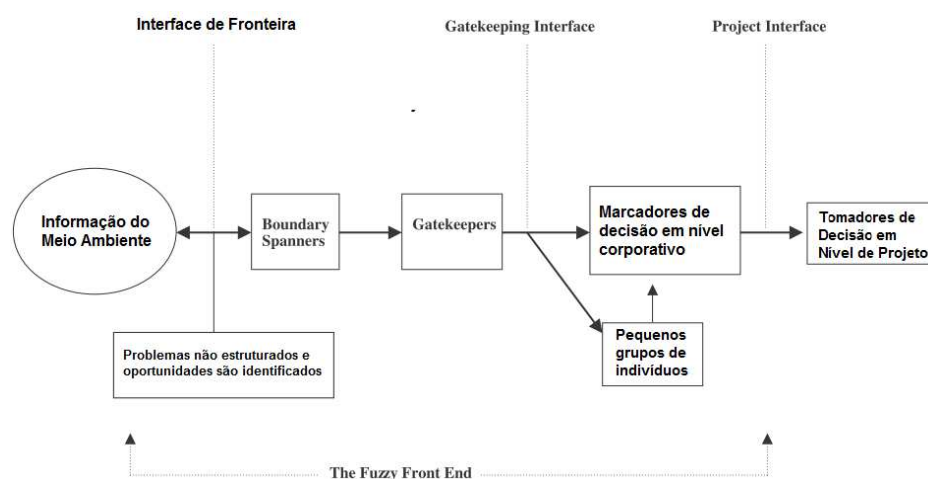 Interface de Fronteira
Gatekeeping Interface
Project Interface
Informação do
Meio Ambiente
Boundary
Spanners
Gatekeepers
Marcadores de
decisão em nível
corporativo
Tomadores de
Decisão em
Nível de Projeto
Problemas não estruturados e
oportunidades são identificados
Pequenos
grupos de
indivíduos
The Fuzzy Front End